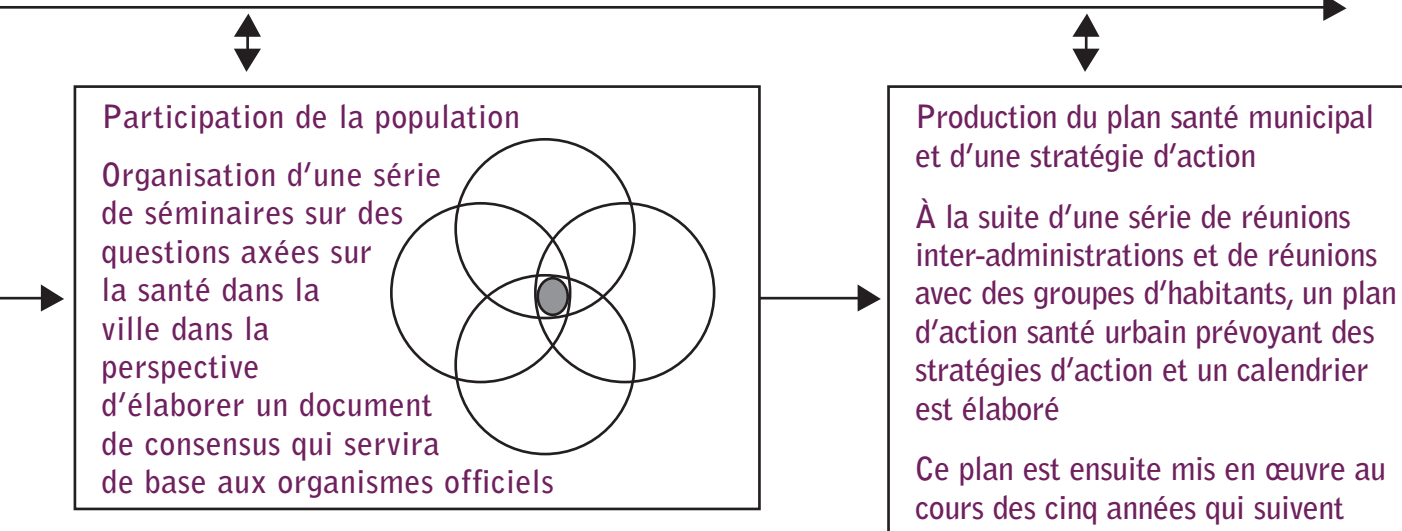 Participation de la population
Organisation d’une série
de séminaires sur des
questions axées sur
la santé dans la
ville dans la
perspective
d’élaborer un document
de consensus qui servira
de base aux organismes officiels
Production du plan santé municipal
et d’une stratégie d’action
À la suite d’une série de réunions
inter-administrations et de réunions
avec des groupes d’habitants, un plan
d’action santé urbain prévoyant des
stratégies d’action et un calendrier
est élaboré
Ce plan est ensuite mis en œuvre au
cours des cinq années qui suivent